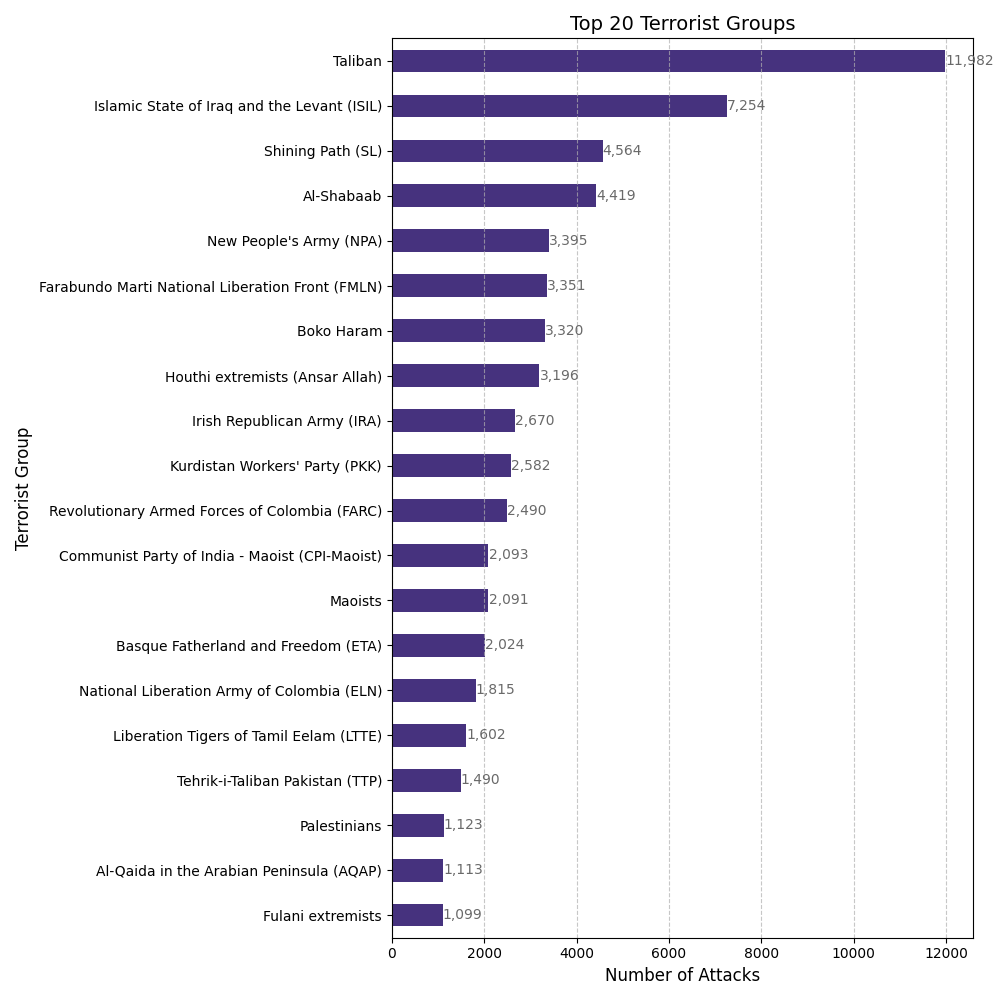 Top 20 Terrorist Groups
Taliban 11,982
Islamic State of Iraq and the Levant (ISIL) 7,254
Shining Path (SL) 4,564
Al-Shabaab 4,419
New People's Army (NPA) 3,395
Farabundo Marti National Liberation Front (FMLN) 3,351
Boko Haram 3,320
Houthi extremists (Ansar Allah) 3,196
Irish Republican Army (IRA) 2,670
Kurdistan Workers' Party (PKK) 2,582
Revolutionary Armed Forces of Colombia (FARC) 2,490
Communist Party of India - Maoist (CPI-Maoist) 2,093
Maoists 2,091
Basque Fatherland and Freedom (ETA) 2,024
National Liberation Army of Colombia (ELN) 1,815
Liberation Tigers of Tamil Eelam (LTTE) 1,602
Tehrik-i-Taliban Pakistan (TTP) 1,490
Palestinians 1,123
Al-Qaida in the Arabian Peninsula (AQAP) 1,113
Fulani extremists 1,099
Terrorist Group
0 2000 4000 6000 8000 10000 12000
Number of Attacks